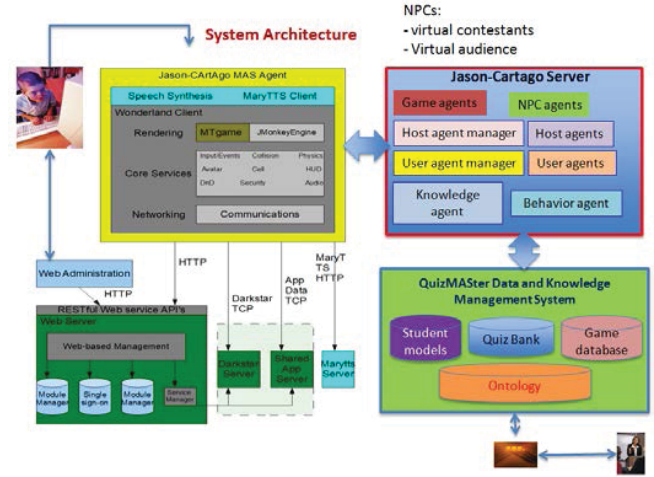 NPCs:
- virtual contestants
- Virtual audience
System Architecture
Jason-CArtAgo MAS Agent
Speech Synthesis MaryTTS Client
Wonderland Client
Rendering MTgame JMonkeyEngine
Input/Events Collision Physics
Core Services Avatar Cell HUD
DnD Security Audio
Networking Communications
Jason-Cartago Server
Game agents NPC agents
Host agent manager Host agents
User agent manager User agents
Knowledge
agent
Behavior agent
Web Administration
HTTP
HTTP
Darkstar
TCP
App
Data
TCP
MaryT
TS
HTTP
RESTful Web service API's
Web Server
Web-based Management
Module
Manager
Single
sign-on
Module
Manager
Service
Manager
Darkstar
Server
Shared
App
Server
Marytts
Server
QuizMASter Data and Knowledge
Management System
Student
models
Quiz Bank
Game
database
Ontology